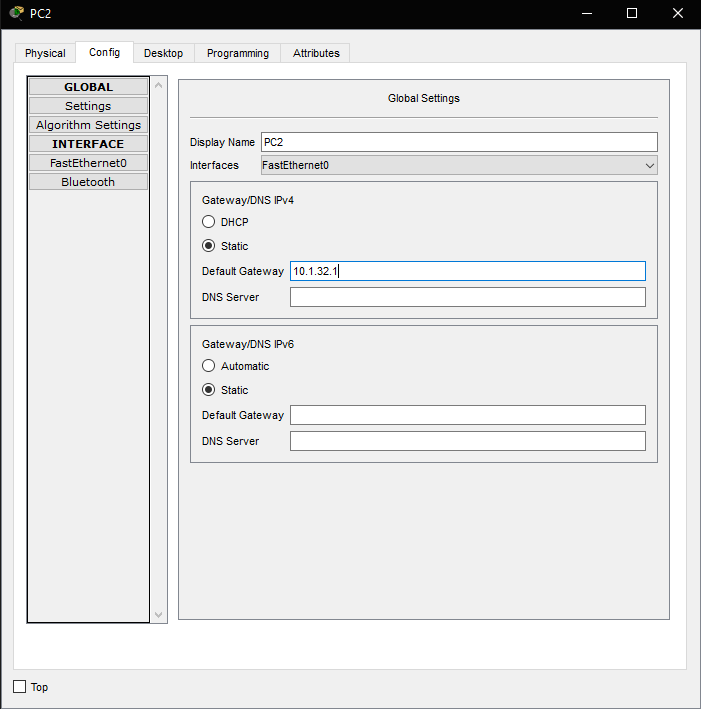 PC2
Physical Config Desktop Programming Attributes
GLOBAL
Settings
Algorithm Settings
INTERFACE
FastEthernet0
Bluetooth
Global Settings
Display Name PC2
Interfaces FastEthernet0
Gateway/DNS IPv4
DHCP
Static
Default Gateway 10.1.32.1
DNS Server
Gateway/DNS IPv6
Automatic
Static
Default Gateway
DNS Server
Top